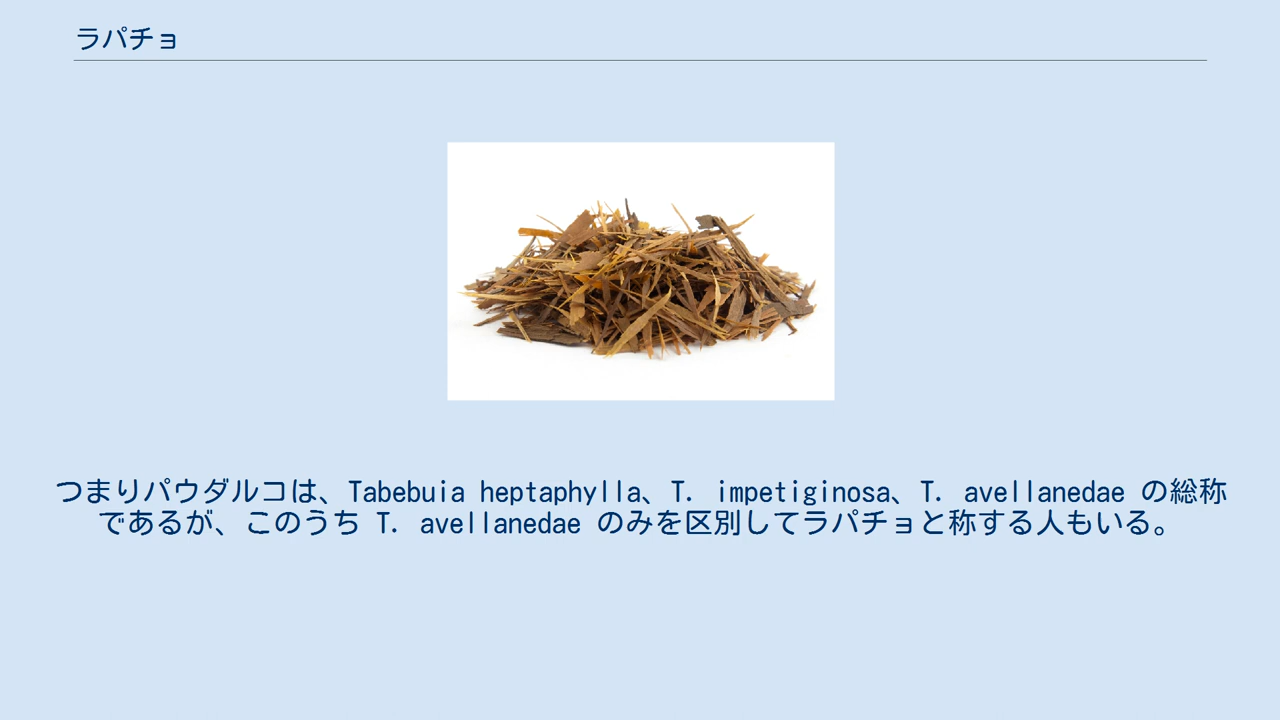 ラパチョ
つまりパウダルコは、Tabebuia heptaphylla、T. impetiginosa、T. avellanedae の総称
であるが、このうち T. avellanedae のみを区別してラパチョと称する人もいる。